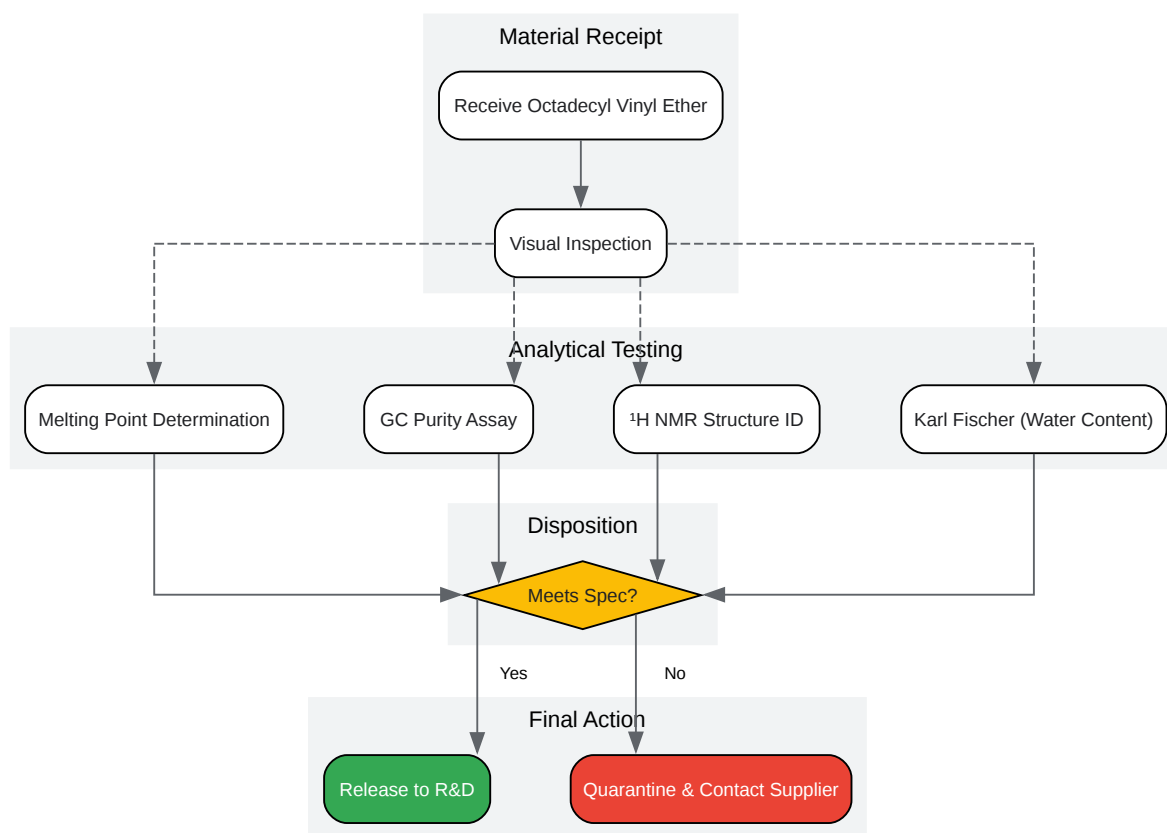 Material Receipt
Receive Octadecyl Vinyl Ether
Visual Inspection
Analytical Testing
Melting Point Determination
GC Purity Assay
¹H NMR Structure ID
Karl Fischer (Water Content)
Disposition
Meets Spec?
Yes
No
Final Action
Release to R&D
Quarantine & Contact Supplier